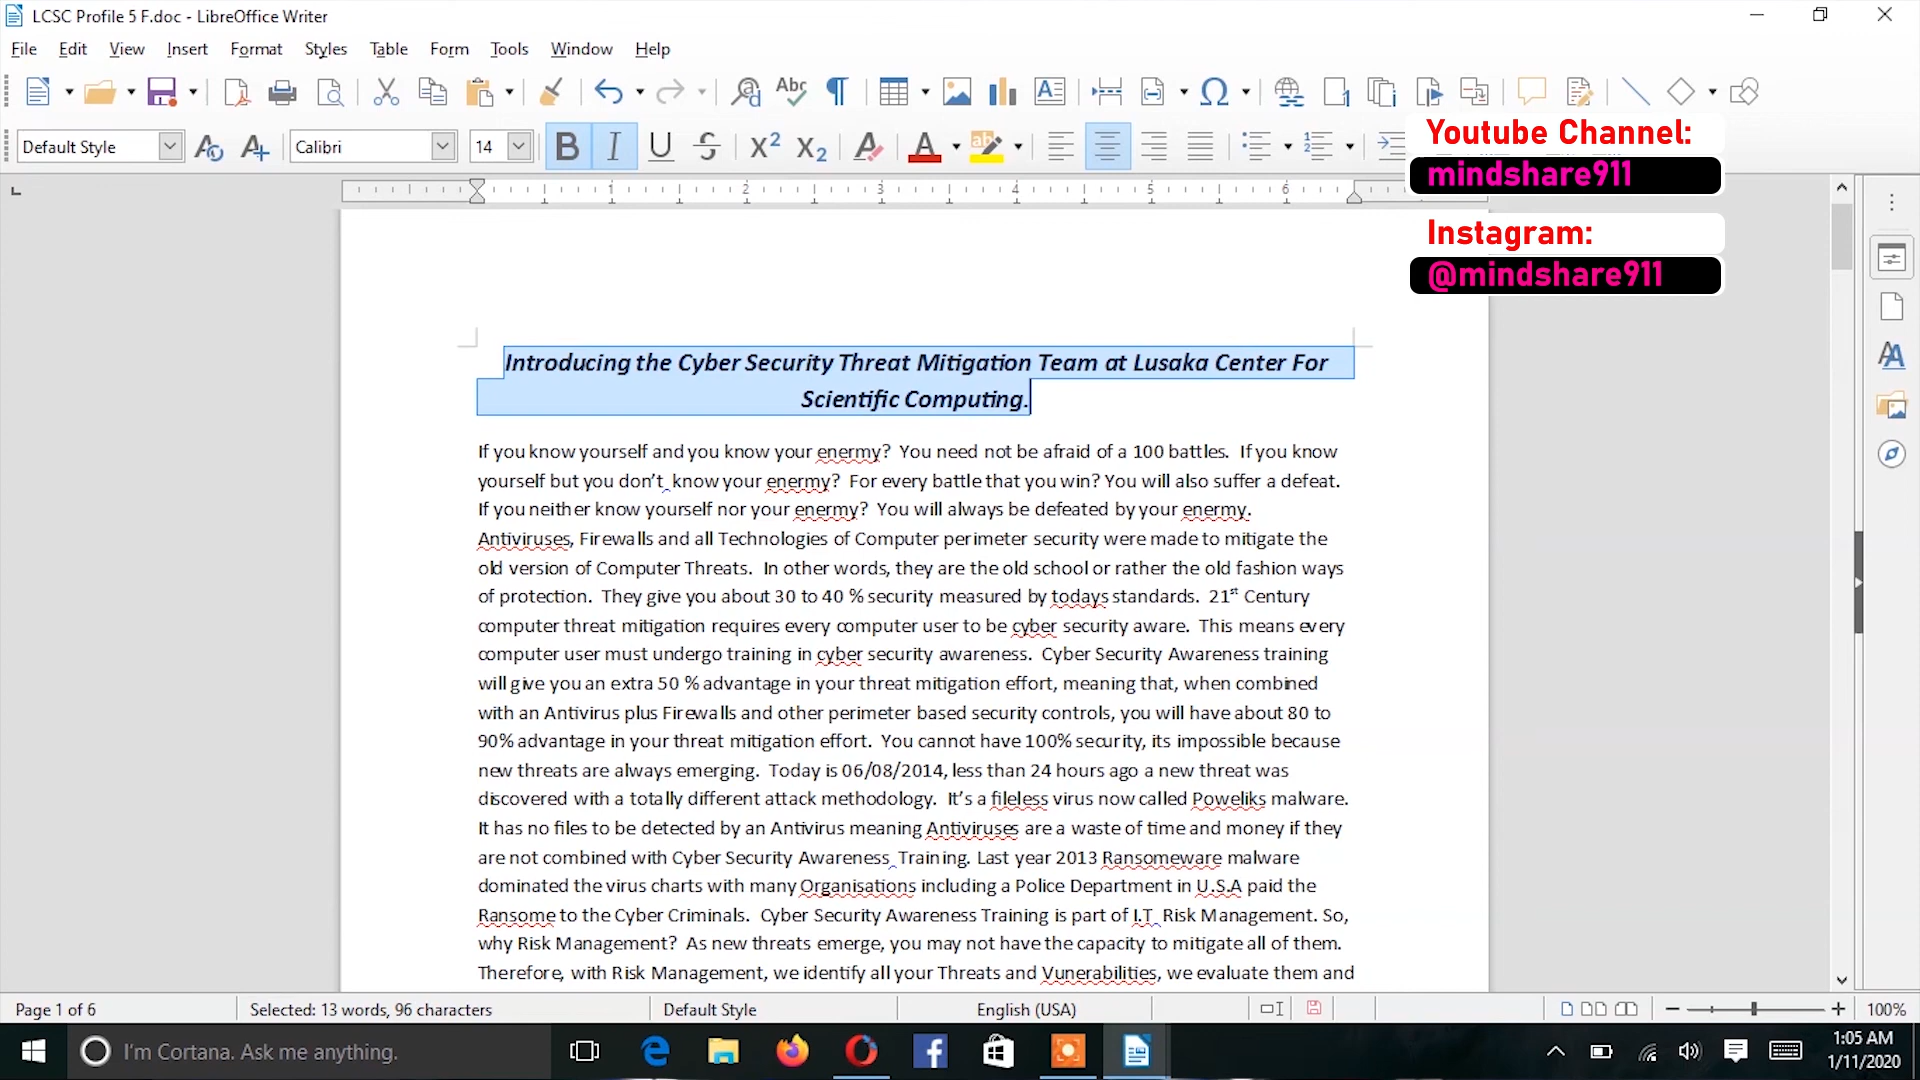 LCSC Profile 5 F.doc - LibreOffice Writer
File Edit View Insert Format Styles Table Form Tools Window Help
Default Style Calibri 14
Youtube Channel:
mindshare911
Instagram:
@mindshare911
1 2 3 4 5 6
Introducing the Cyber Security Threat Mitigation Team at Lusaka Center For
Scientific Computing.
If you know yourself and you know your enermy?  You need not be afraid of a 100 battles.  If you know
yourself but you don’t  know your enermy?  For every battle that you win? You will also suffer a defeat.
If you neither know yourself nor your enermy?  You will always be defeated by your enermy.
Antiviruses, Firewalls and all Technologies of Computer perimeter security were made to mitigate the
old version of Computer Threats.  In other words, they are the old school or rather the old fashion ways
of protection.  They give you about 30 to 40 % security measured by todays standards.  21st Century
computer threat mitigation requires every computer user to be cyber security aware.  This means every
computer user must undergo training in cyber security awareness.  Cyber Security Awareness training
will give you an extra 50 % advantage in your threat mitigation effort, meaning that, when combined
with an Antivirus plus Firewalls and other perimeter based security controls, you will have about 80 to
90% advantage in your threat mitigation effort.  You cannot have 100% security, its impossible because
new threats are always emerging.  Today is 06/08/2014, less than 24 hours ago a new threat was
discovered with a totally different attack methodology.  It’s a fileless virus now called Poweliks malware.
It has no files to be detected by an Antivirus meaning Antiviruses are a waste of time and money if they
are not combined with Cyber Security Awareness  Training. Last year 2013 Ransomeware malware
dominated the virus charts with many Organisations including a Police Department in U.S.A paid the
Ransome to the Cyber Criminals.  Cyber Security Awareness Training is part of I.T  Risk Management. So,
why Risk Management?  As new threats emerge, you may not have the capacity to mitigate all of them.
Therefore, with Risk Management, we identify all your Threats and Vunerabilities, we evaluate them and
Page 1 of 6 Selected: 13 words, 96 characters Default Style English (USA) 100%
I'm Cortana. Ask me anything.
1:05 AM
1/11/2020